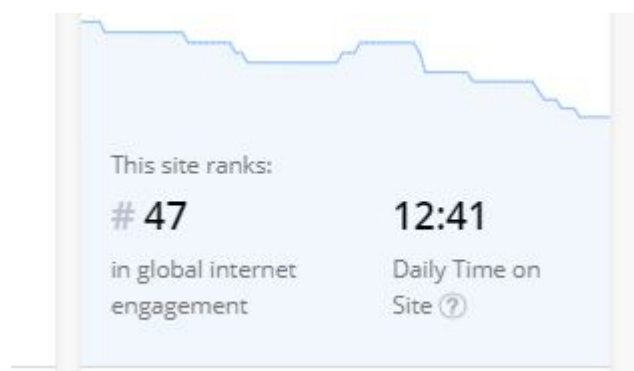 This site ranks:
# 47
in global internet
engagement
12:41
Daily Time on
Site ?